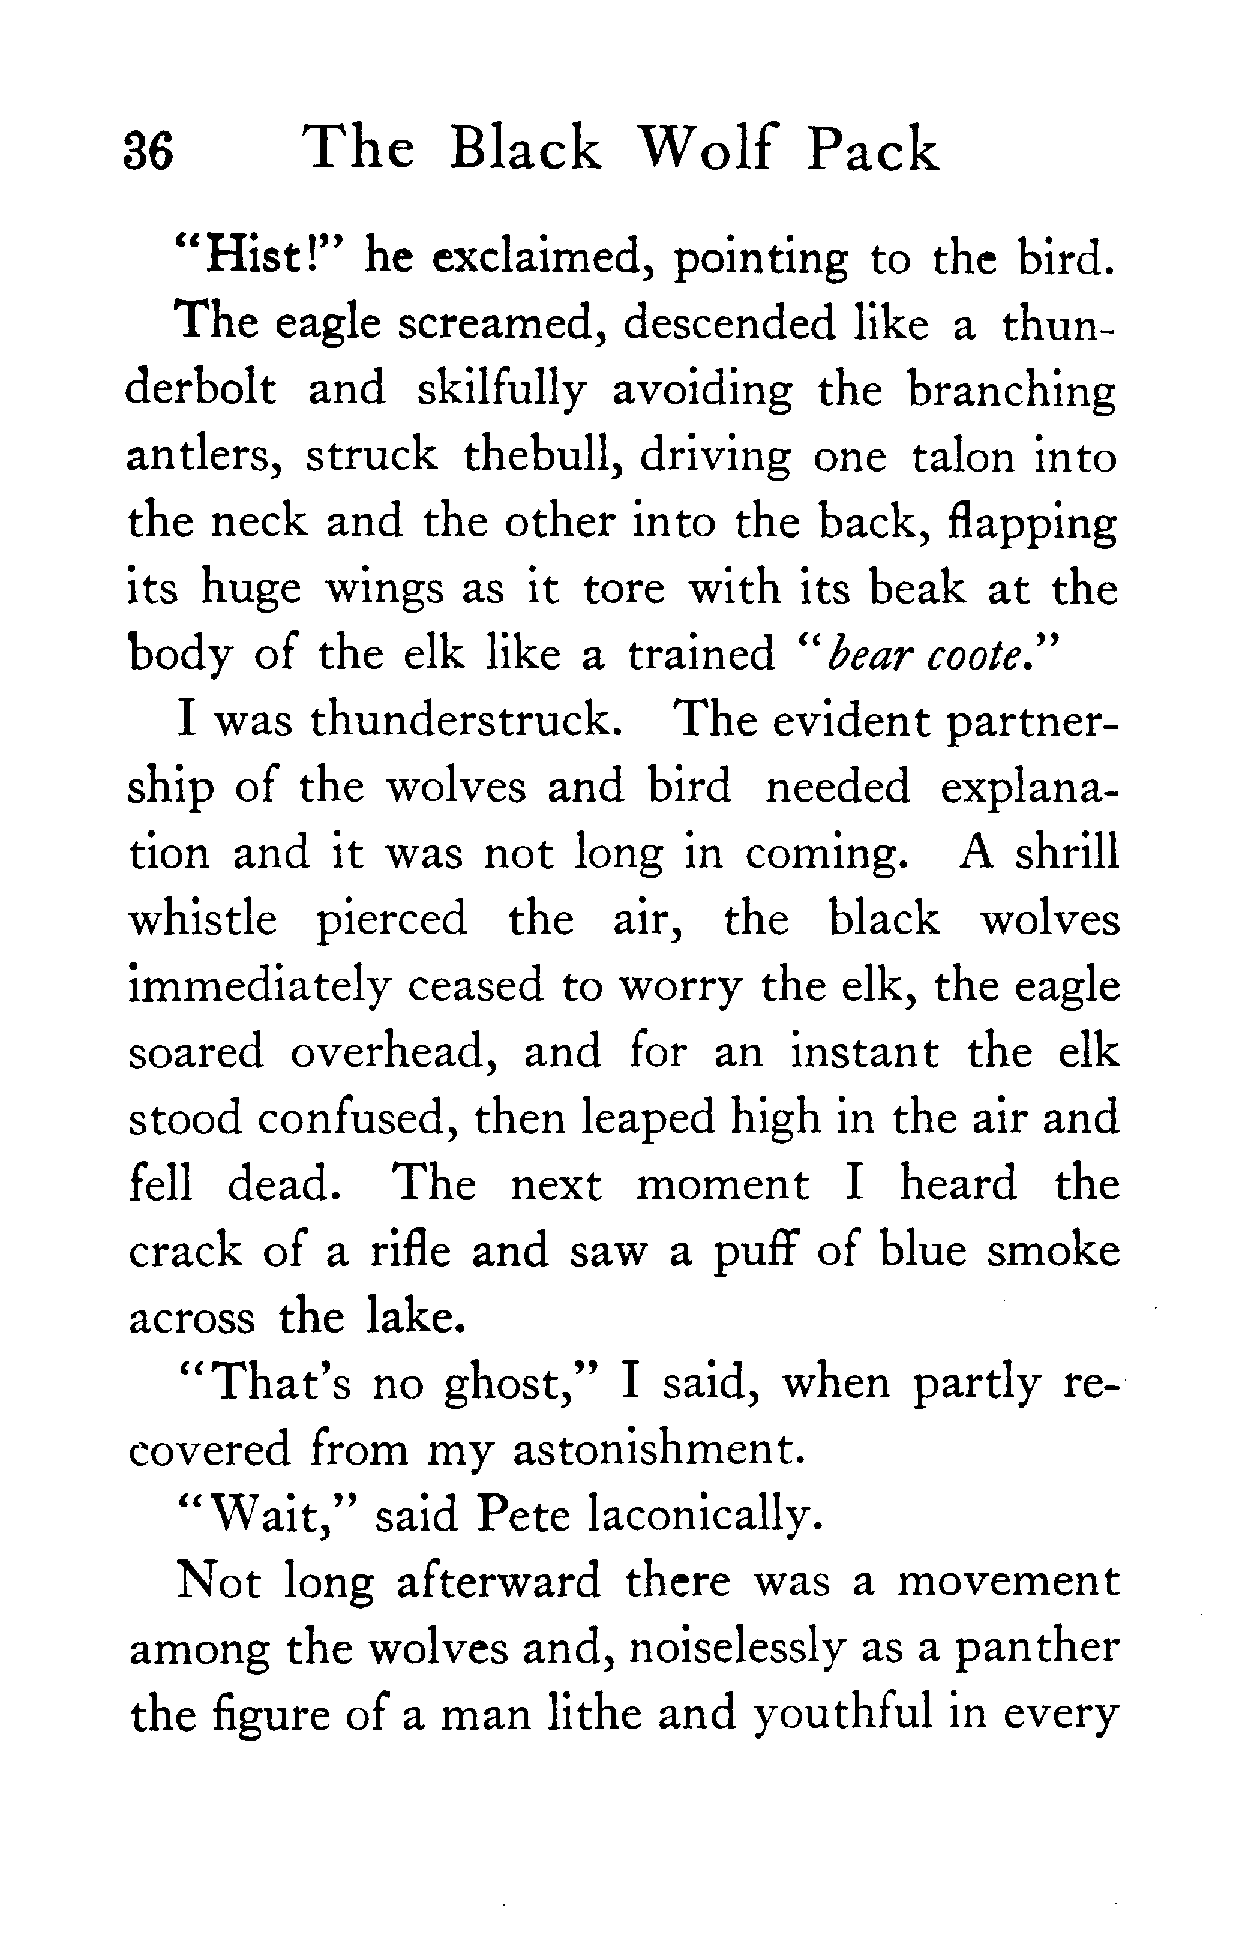 36 The Black Wolf Pack
"Hist!" he exclaimed, pointing to the bird.
The eagle screamed, descended like a thun-
derbolt and skilfully avoiding the branching
antlers, struck thebull, driving one talon into
the neck and the other into the back, flapping
its huge wings as it tore with its beak at the
body of the elk like a trained "bear coote."
I was thunderstruck. The evident partner-
ship of the wolves and bird needed explana-
tion and it was not long in coming. A shrill
whistle pierced the air, the black wolves
immediately ceased to worry the elk, the eagle
soared overhead, and for an instant the elk
stood confused, then leaped high in the air and
fell dead. The next moment I heard the
crack of a rifle and saw a puff of blue smoke
across the lake.
"That's no ghost," I said, when partly re-
covered from my astonishment.
"Wait," said Pete laconically.
Not long afterward there was a movement
among the wolves and, noiselessly as a panther
the figure of a man lithe and youthful in every